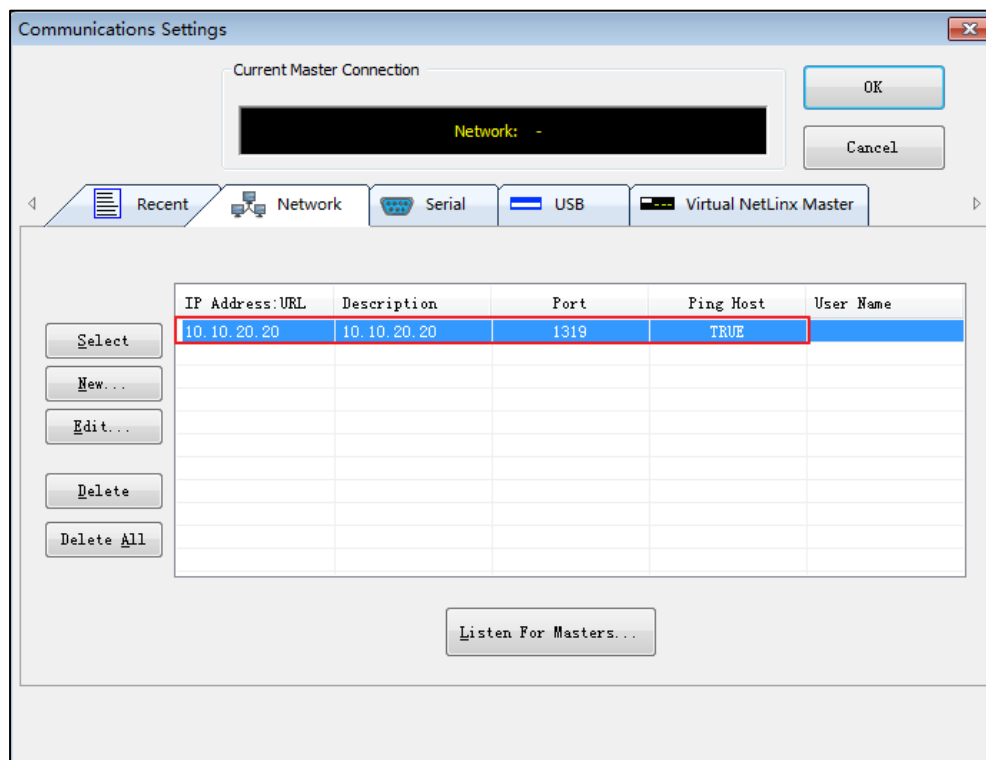 Communications Settings
Current Master Connection
Network: -
OK
Cancel
Recent Network Serial USB Virtual NetLinx Master
IP Address:URL Description Port Ping Host User Name
10.10.20.20 10.10.20.20 1319 TRUE
Select
New...
Edit...
Delete
Delete All
Listen For Masters...